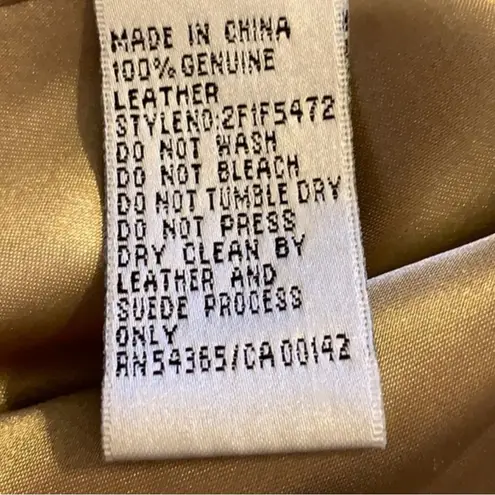 MADE IN CHINA
100% GENUINE
LEATHER
STYLENO:2F1F5472
DO NOT WASH
DO NOT BLEACH
DO NOT TUMBLE DRY
DO NOT PRESS
DRY CLEAN BY
LEATHER AND
SUEDE PROCESS
ONLY
RN54365/CA00142